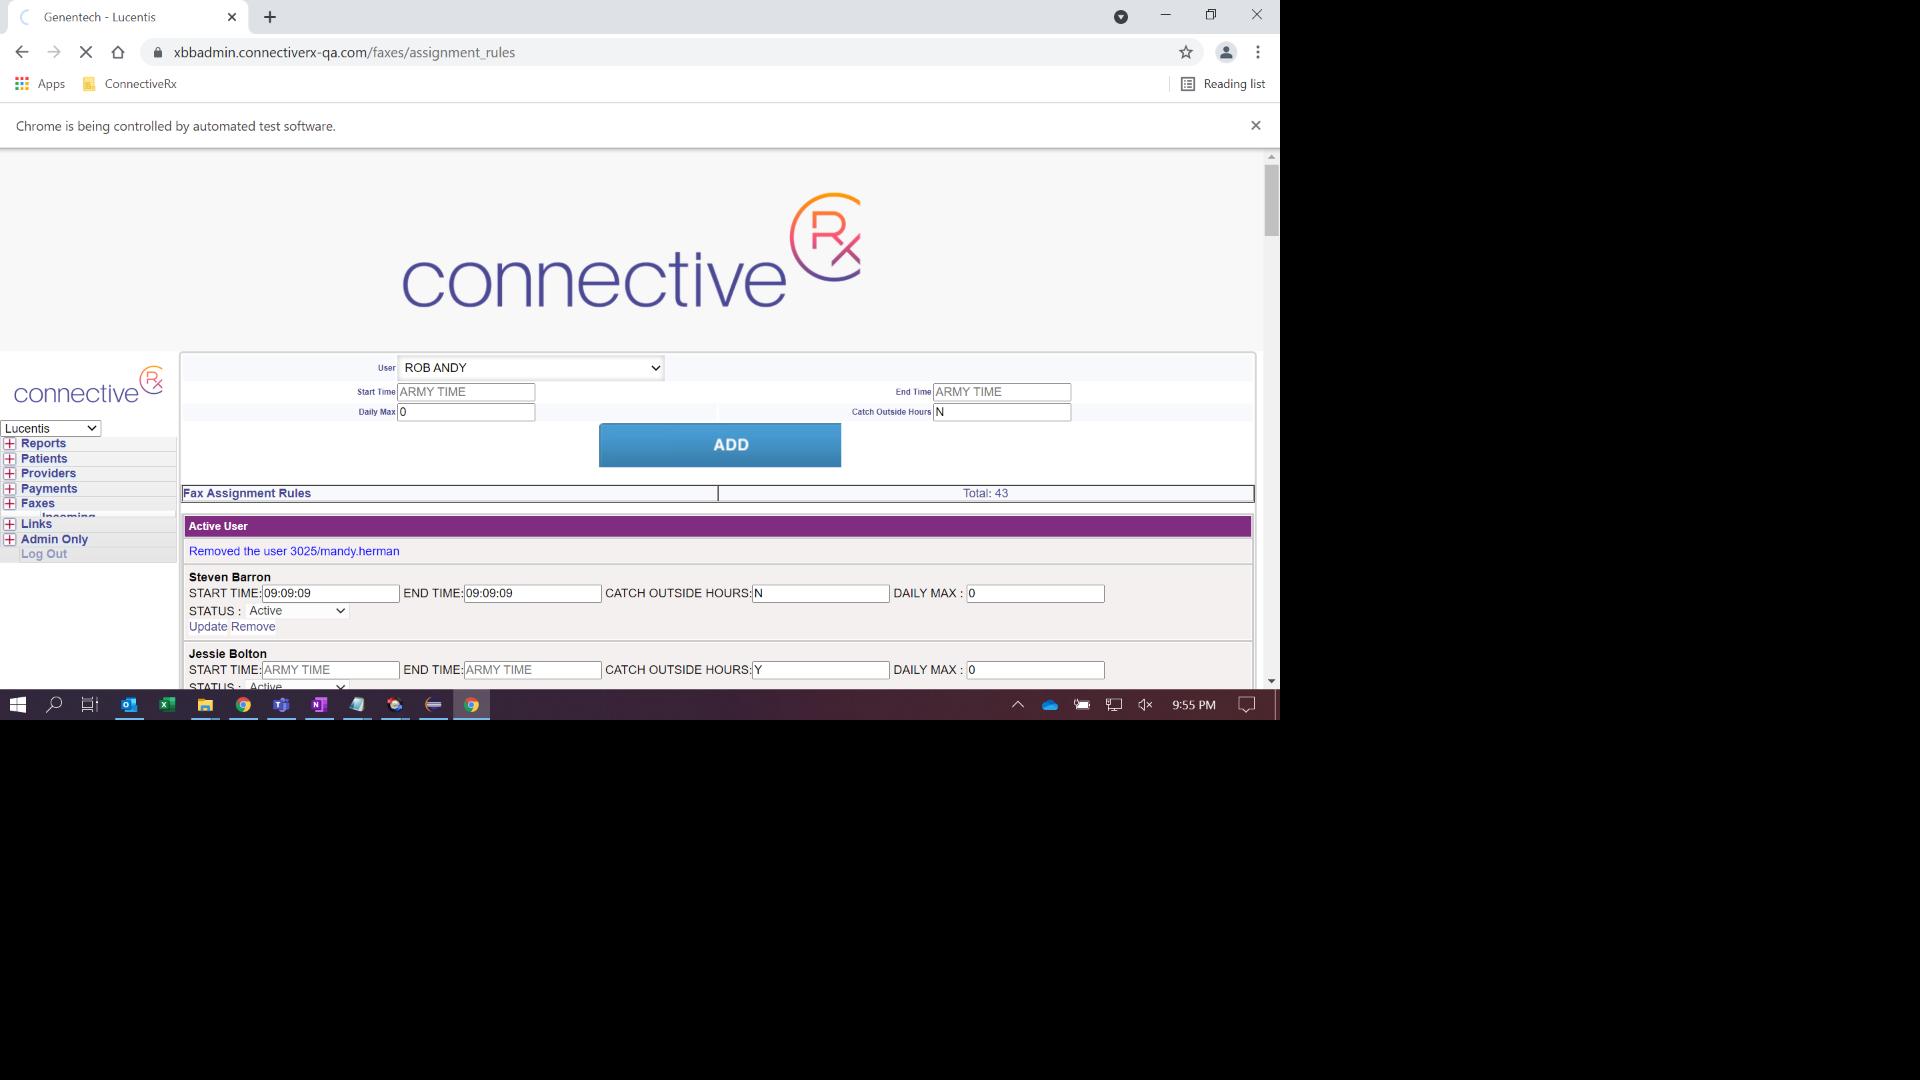 Genentech - Lucentis
xbbadmin.connectiverx-qa.com/faxes/assignment_rules
Apps ConnectiveRx Reading list
Chrome is being controlled by automated test software.
connective Rx
connective Rx
User ROB ANDY
Start Time ARMY TIME End Time ARMY TIME
Daily Max 0 Catch Outside Hours N
ADD
Lucentis
Reports
Patients
Providers
Payments
Faxes
Incoming
Links
Admin Only
Log Out
Fax Assignment Rules Total: 43
Active User
Removed the user 3025/mandy.herman
Steven Barron
START TIME: 09:09:09 END TIME: 09:09:09 CATCH OUTSIDE HOURS: N DAILY MAX : 0
STATUS : Active
Update Remove
Jessie Bolton
START TIME: ARMY TIME END TIME: ARMY TIME CATCH OUTSIDE HOURS: Y DAILY MAX : 0
STATUS : Active
9:55 PM